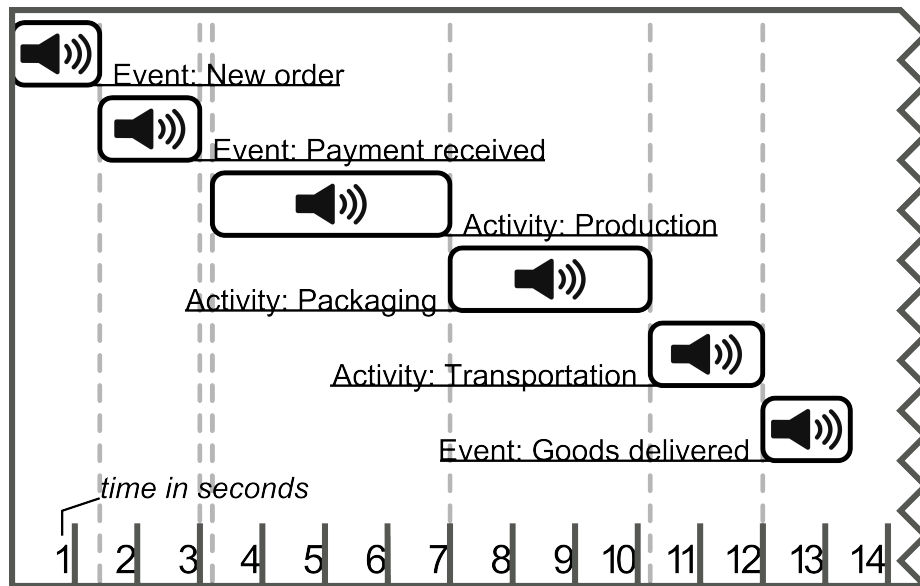 Event: New order
Event: Payment received
Activity: Production
Activity: Packaging
Activity: Transportation
Event: Goods delivered
time in seconds
1 2 3 4 5 6 7 8 9 10 11 12 13 14